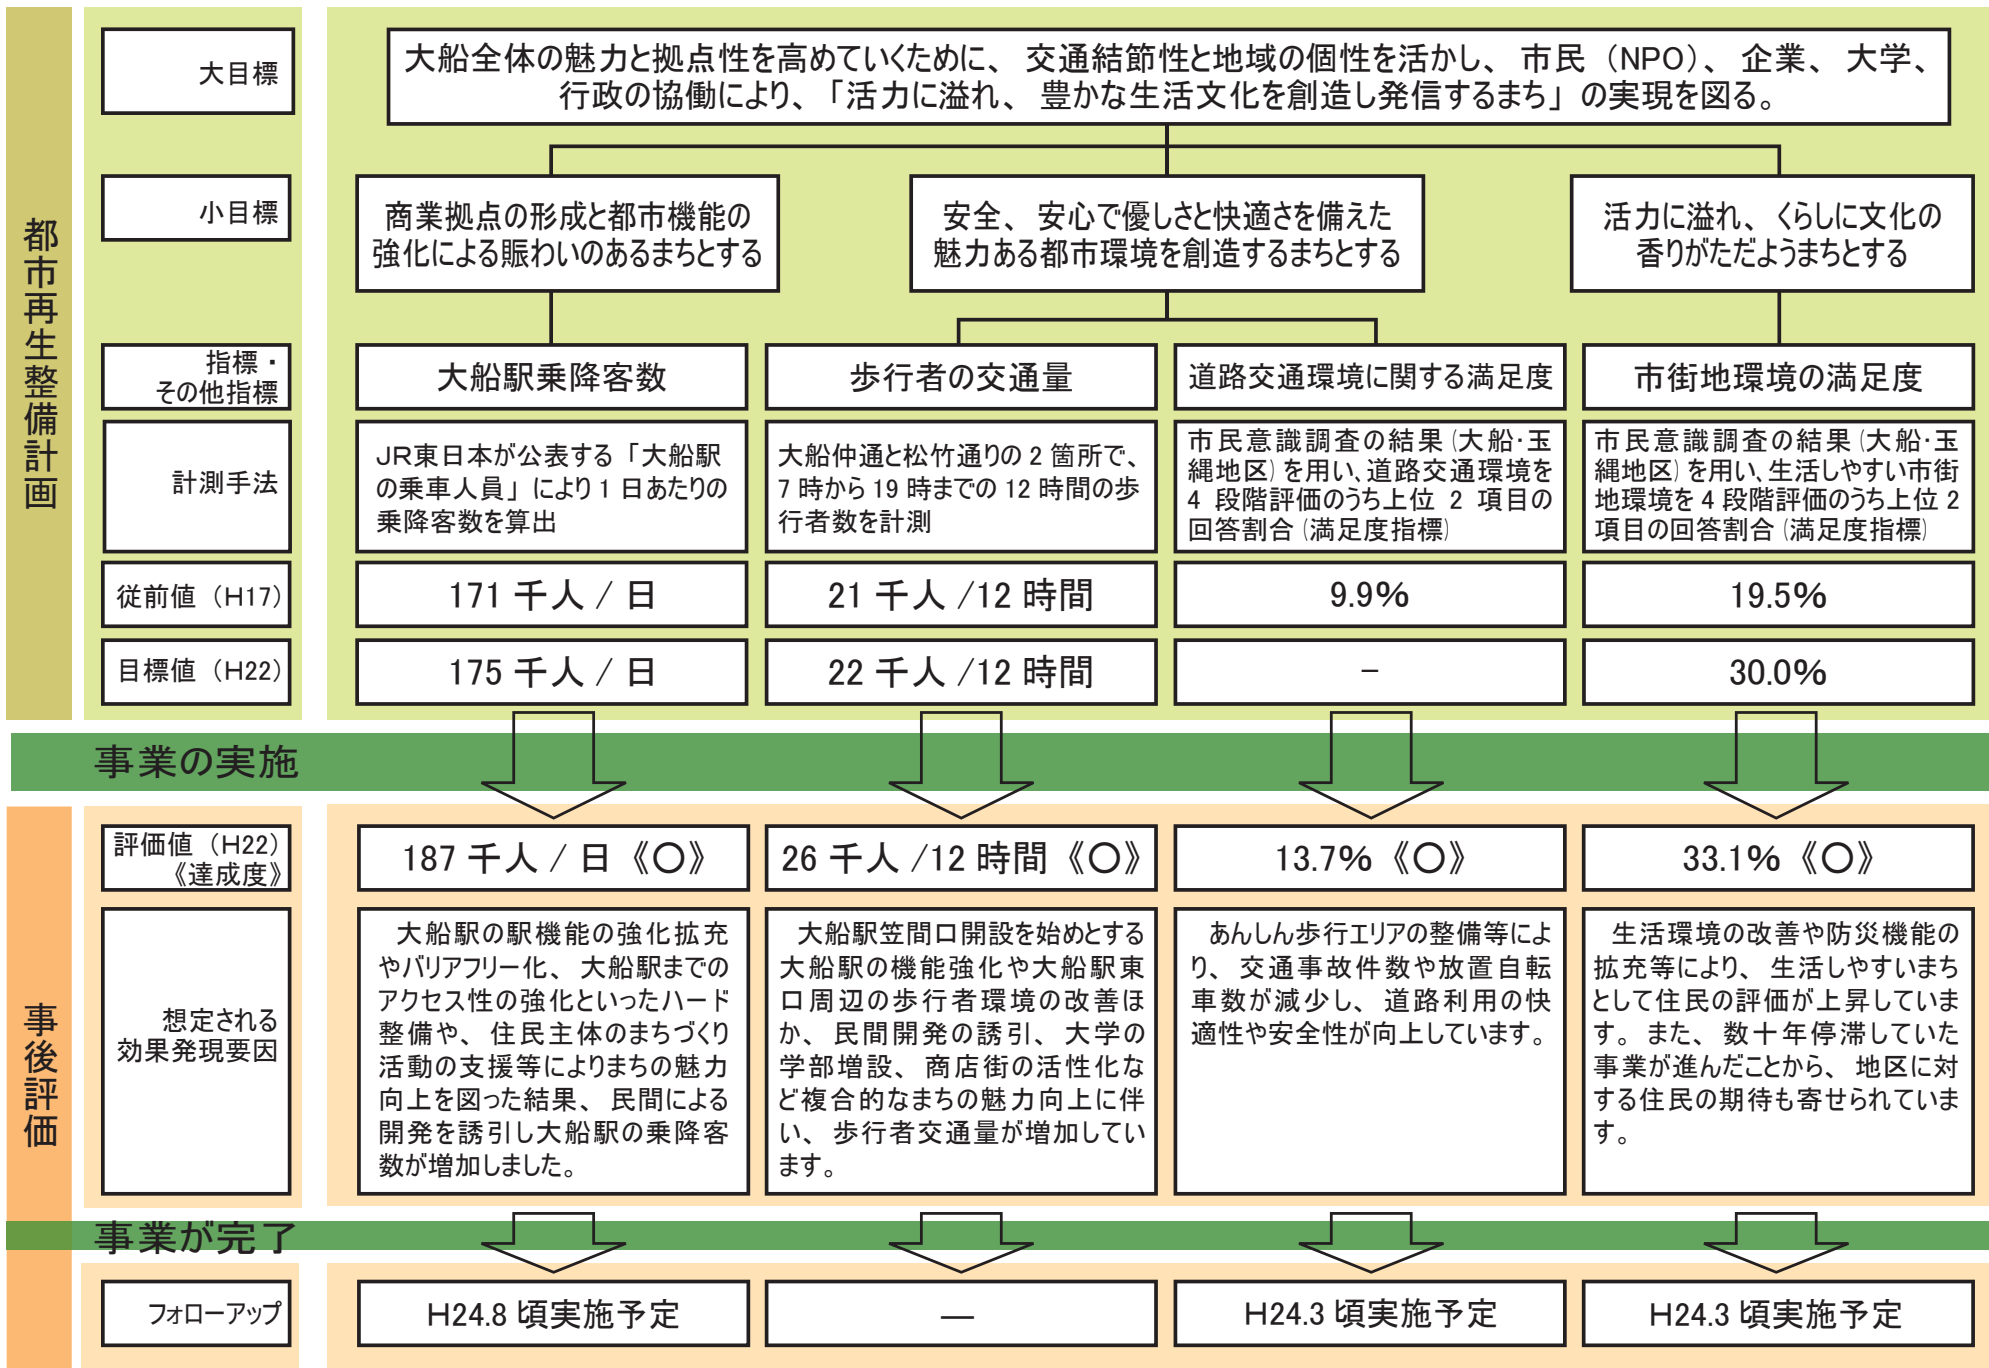 都市再生整備計画
大目標
大船全体の魅力と拠点性を高めていくために、交通結節性と地域の個性を活かし、市民（NPO）、企業、大学、
行政の協働により、「活力に溢れ、豊かな生活文化を創造し発信するまち」の実現を図る。
小目標
商業拠点の形成と都市機能の
強化による賑わいのあるまちとする
安全、安心で優しさと快適さを備えた
魅力ある都市環境を創造するまちとする
活力に溢れ、くらしに文化の
香りがただようまちとする
指標・
その他指標
大船駅乗降客数
歩行者の交通量
道路交通環境に関する満足度
市街地環境の満足度
計測手法
JR東日本が公表する「大船駅
の乗車人員」により1日あたりの
乗降客数を算出
大船仲通と松竹通りの2箇所で、
7時から19時までの12時間の歩
行者数を計測
市民意識調査の結果（大船・玉
縄地区）を用い、道路交通環境を
4段階評価のうち上位2項目の
回答割合（満足度指標）
市民意識調査の結果（大船・玉
縄地区）を用い、生活しやすい市街
地環境を4段階評価のうち上位2
項目の回答割合（満足度指標）
従前値（H17）
171千人/日
21千人/12時間
9.9%
19.5%
目標値（H22）
175千人/日
22千人/12時間
－
30.0%
事業の実施
事後評価
評価値（H22）
《達成度》
187千人/日《○》
26千人/12時間《○》
13.7%《○》
33.1%《○》
想定される
効果発現要因
大船駅の駅機能の強化拡充
やバリアフリー化、大船駅までの
アクセス性の強化といったハード
整備や、住民主体のまちづくり
活動の支援等によりまちの魅力
向上を図った結果、民間による
開発を誘引し大船駅の乗降客
数が増加しました。
大船駅笠間口開設を始めとする
大船駅の機能強化や大船駅東
口周辺の歩行者環境の改善ほ
か、民間開発の誘引、大学の
学部増設、商店街の活性化な
ど複合的なまちの魅力向上に伴
い、歩行者交通量が増加してい
ます。
あんしん歩行エリアの整備等によ
り、交通事故件数や放置自転
車数が減少し、道路利用の快
適性や安全性が向上しています。
生活環境の改善や防災機能の
拡充等により、生活しやすいまち
として住民の評価が上昇していま
す。また、数十年停滞していた
事業が進んだことから、地区に対
する住民の期待も寄せられていま
す。
事業が完了
フォローアップ
H24.8頃実施予定
―
H24.3頃実施予定
H24.3頃実施予定